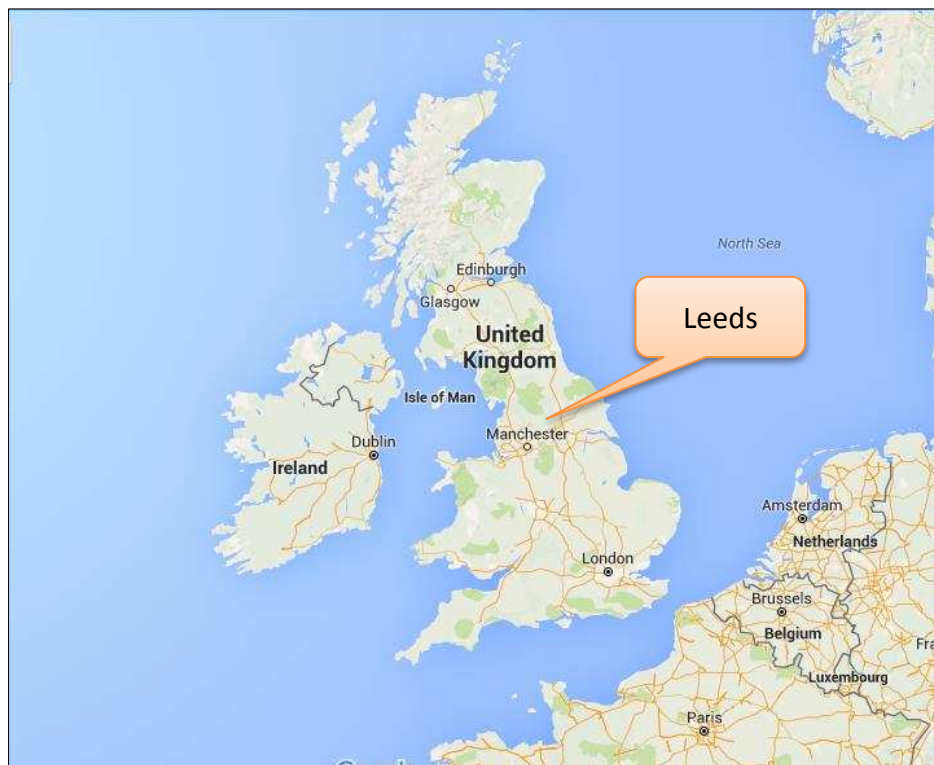 North Sea
Edinburgh
Glasgow
Leeds
United
Kingdom
Isle of Man
Manchester
Dublin
Ireland
Amsterdam
Netherlands
London
Brussels
Belgium
Luxembourg
Paris